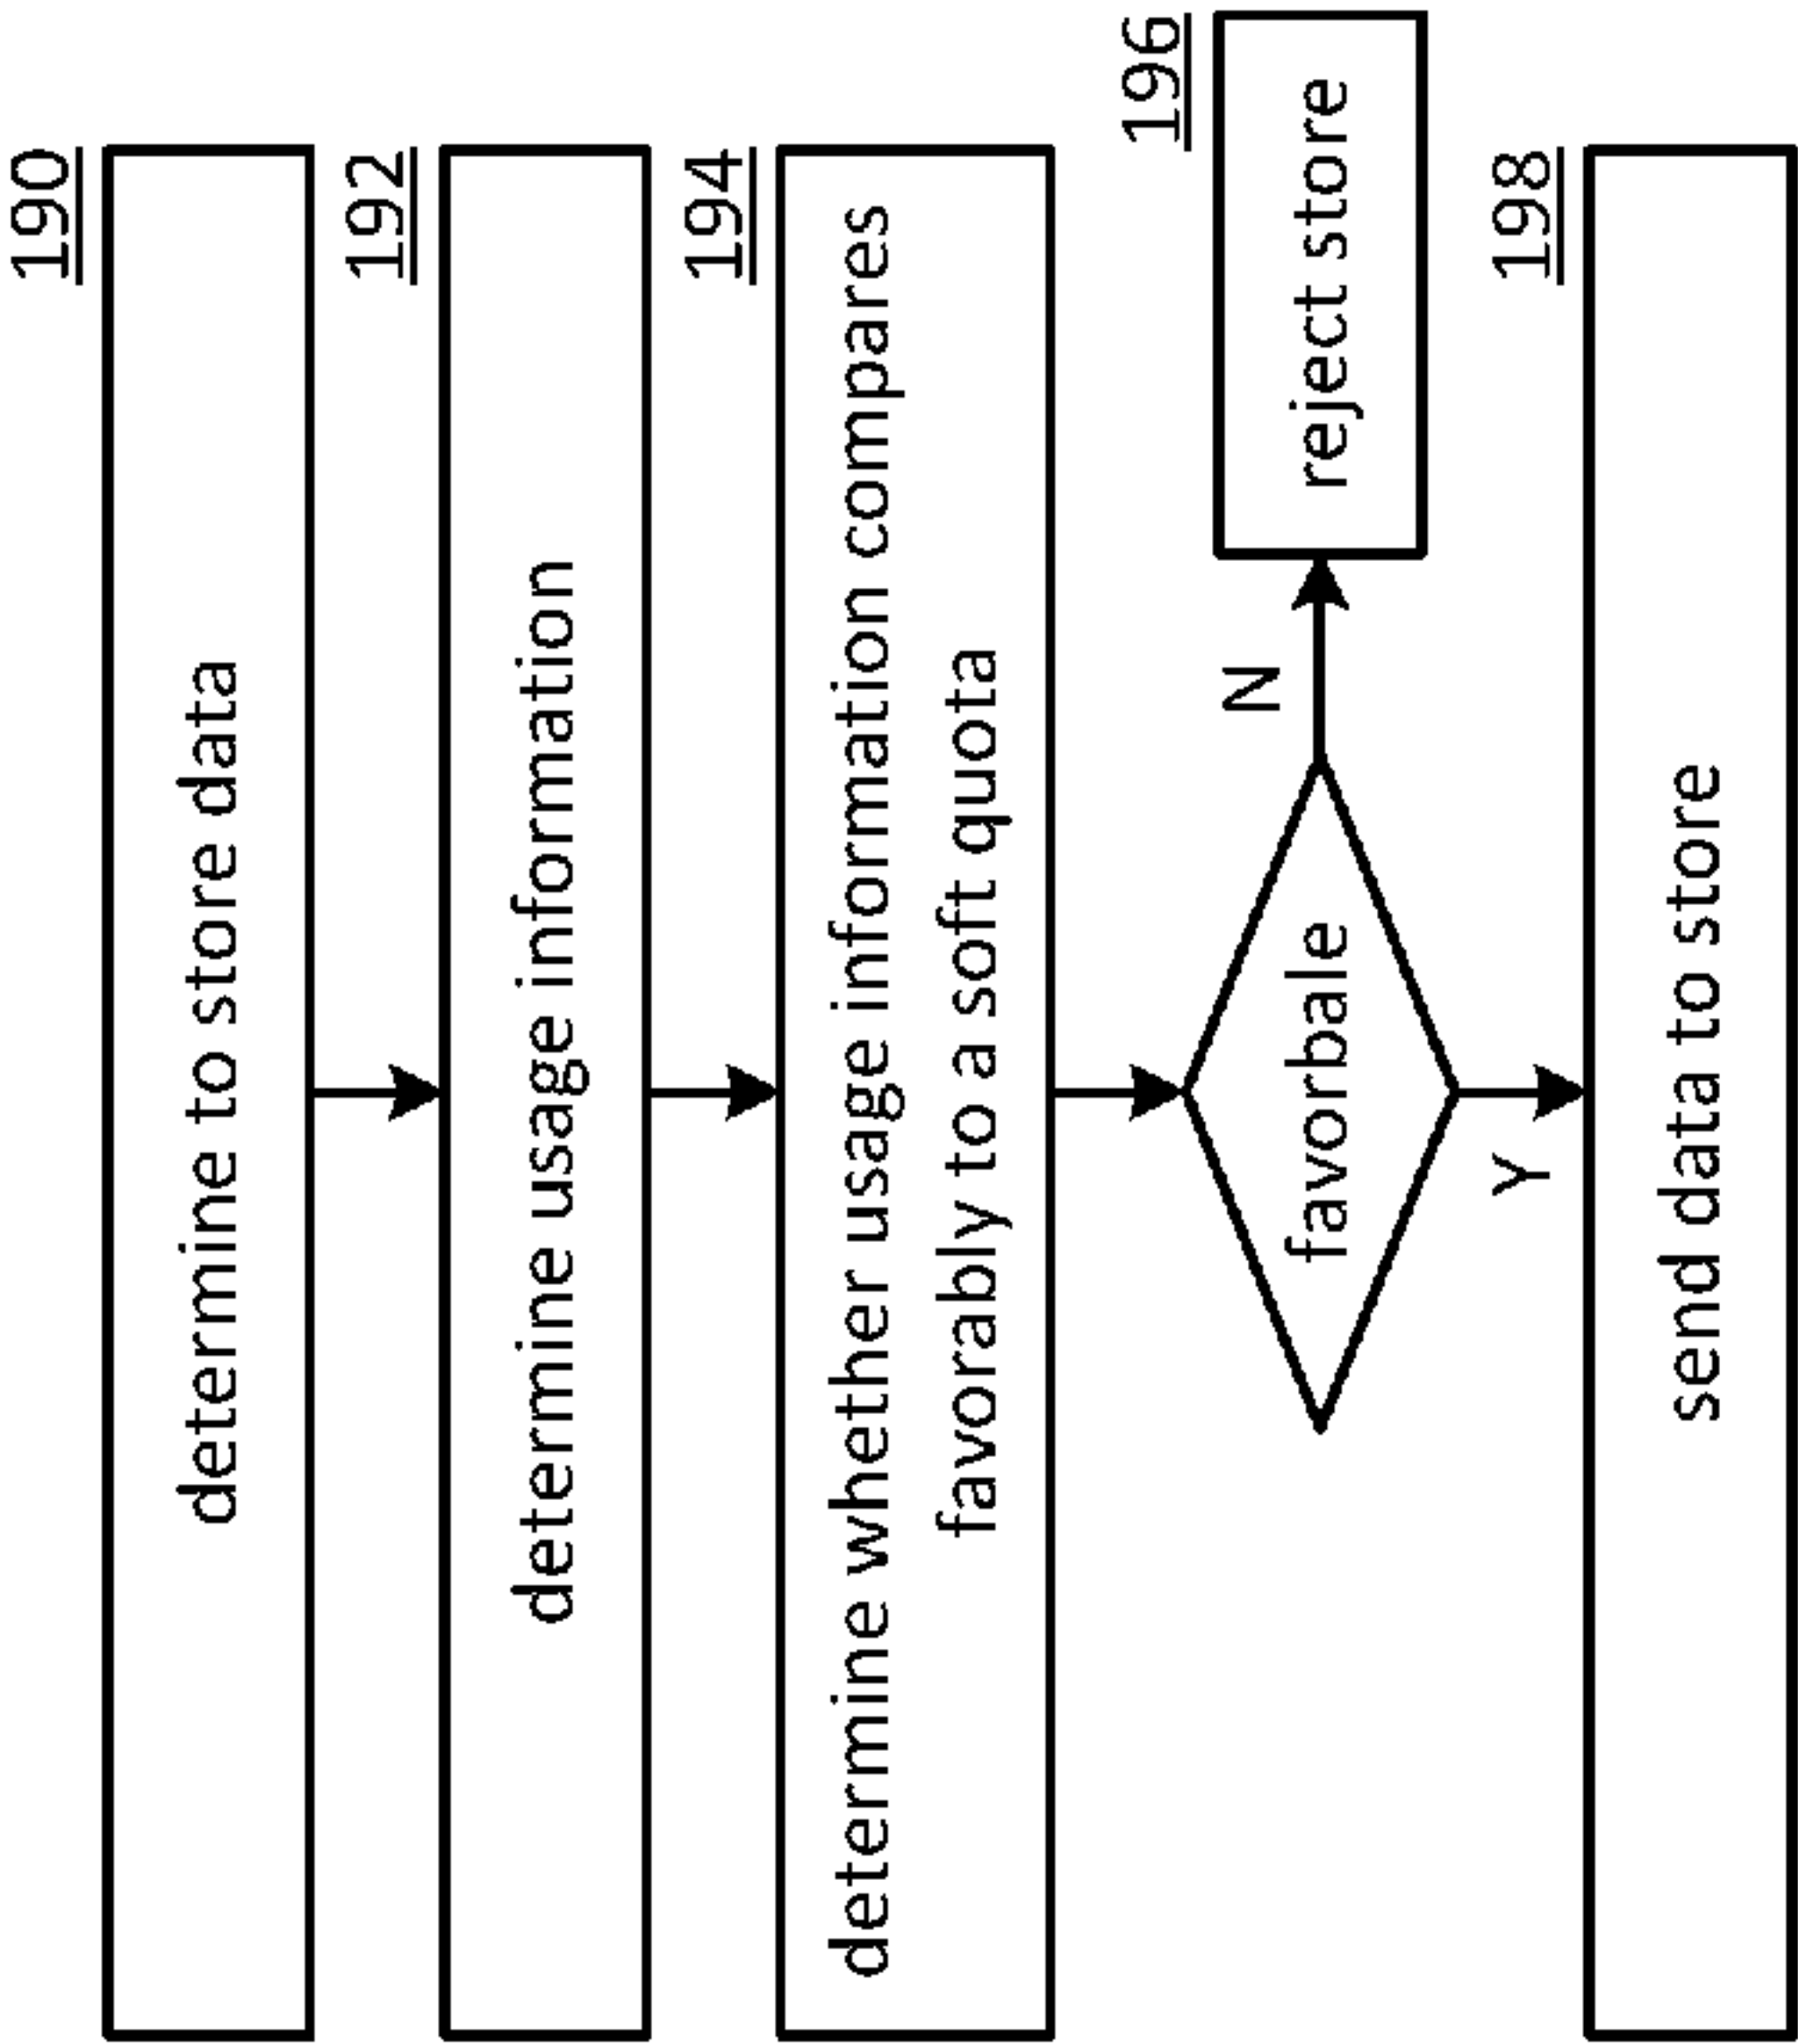 190
determine to store data
192
determine usage information
194
determine whether usage information compares
favorably to a soft quota
favorbale
N
196
reject store
Y
198
send data to store